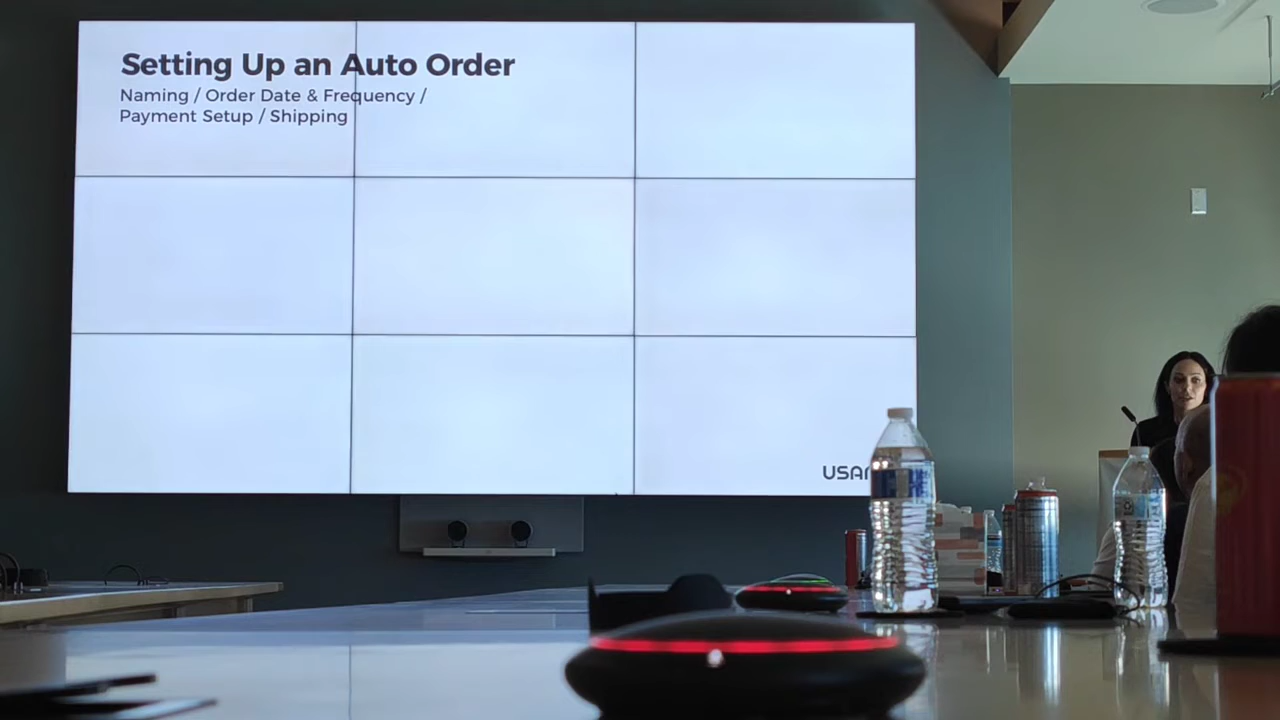 Setting Up an Auto Order
Naming / Order Date & Frequency /
Payment Setup / Shipping